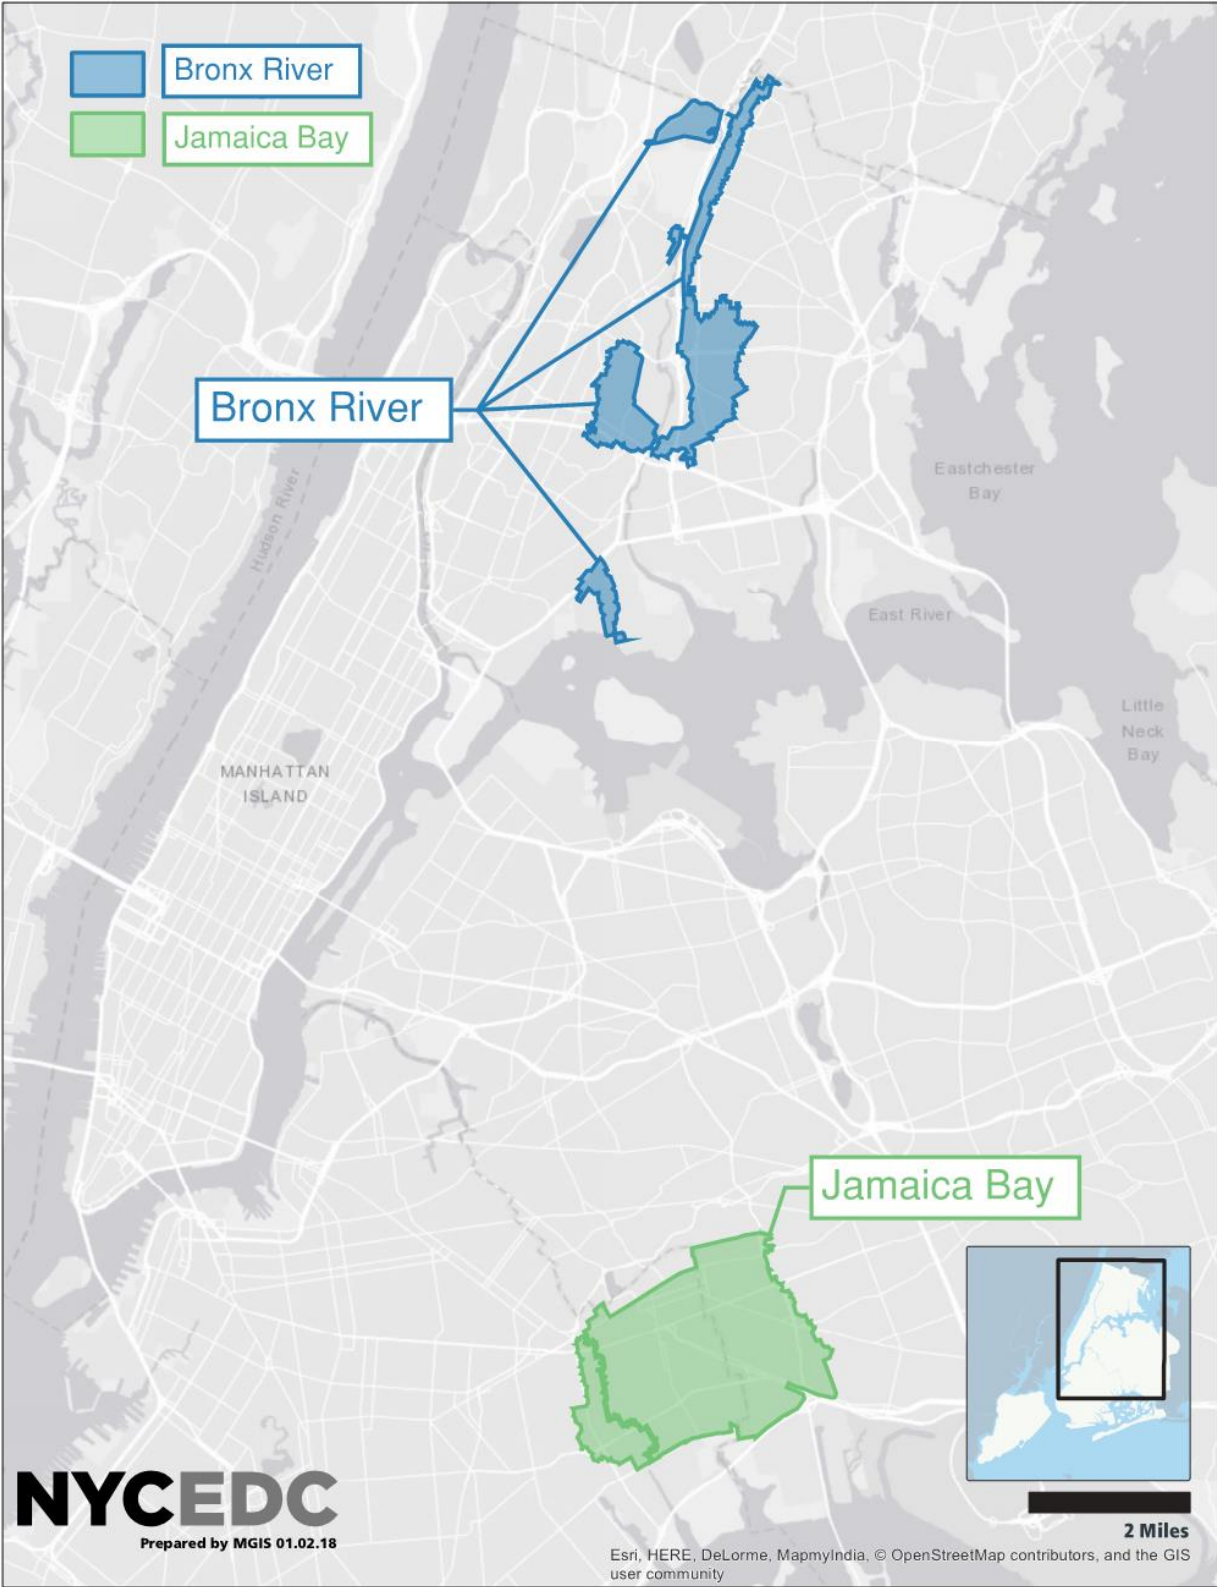 Bronx River
Jamaica Bay
Bronx River
Hudson River
Eastchester
Bay
East River
Little
Neck
Bay
MANHATTAN
ISLAND
Jamaica Bay
NYCEDC
Prepared by MGIS 01.02.18
2 Miles
Esri, HERE, DeLorme, MapmyIndia, © OpenStreetMap contributors, and the GIS
user community